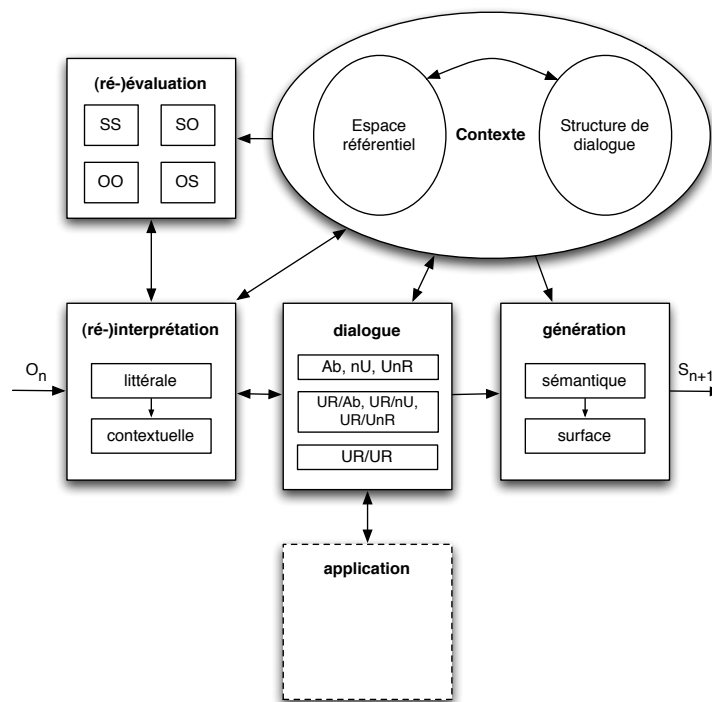 (ré-)évaluation
SS
SO
OO
OS
Espace
référentiel
Contexte
Structure de
dialogue
(ré-)interprétation
littérale
contextuelle
dialogue
Ab, nU, UnR
UR/Ab, UR/nU,
UR/UnR
UR/UR
génération
sémantique
surface
On
Sn+1
application